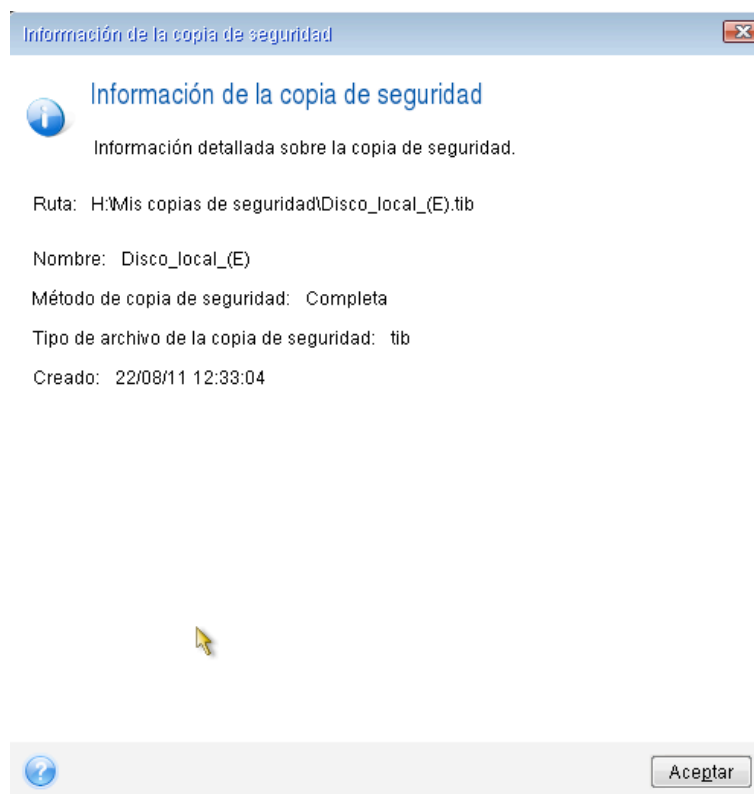 Información de la copia de seguridad
Información de la copia de seguridad
Información detallada sobre la copia de seguridad.
Ruta: H:\Mis copias de seguridad\Disco_local_(E).tib
Nombre: Disco_local_(E)
Método de copia de seguridad: Completa
Tipo de archivo de la copia de seguridad: tib
Creado: 22/08/11 12:33:04
Aceptar